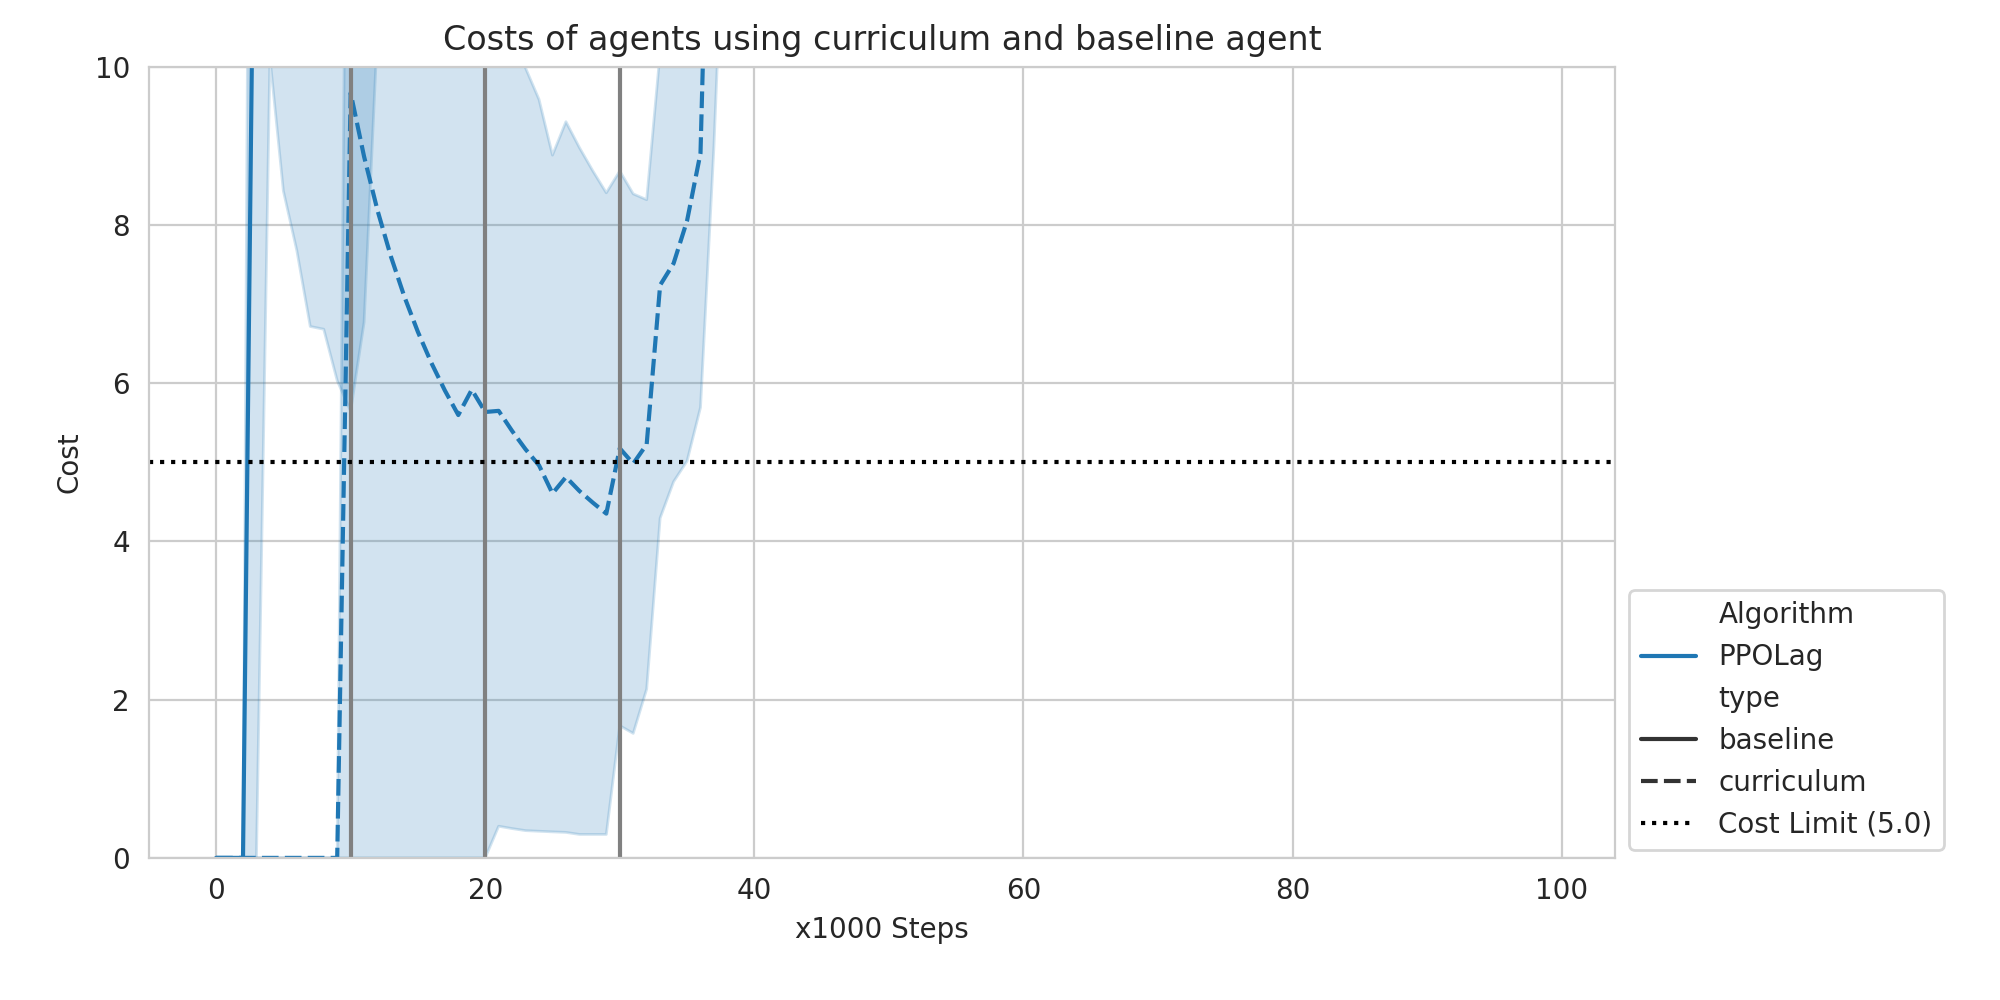 Costs of agents using curriculum and baseline agent
10
8
6
4
2
0
Cost
0 20 40 60 80 100
x1000 Steps
Algorithm
PPOLag
type
baseline
curriculum
Cost Limit (5.0)